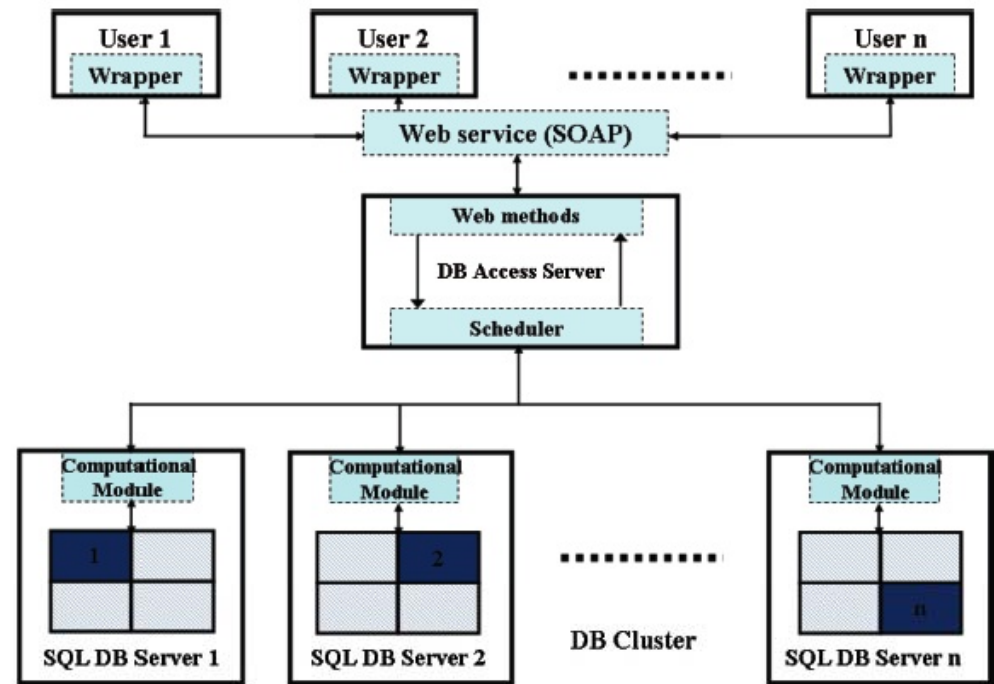 User 1
User 2
User n
Wrapper
Wrapper
Wrapper
Web service (SOAP)
Web methods
DB Access Server
Scheduler
Computational
Module
Computational
Module
Computational
Module
1
2
n
SQL DB Server 1
SQL DB Server 2
DB Cluster
SQL DB Server n